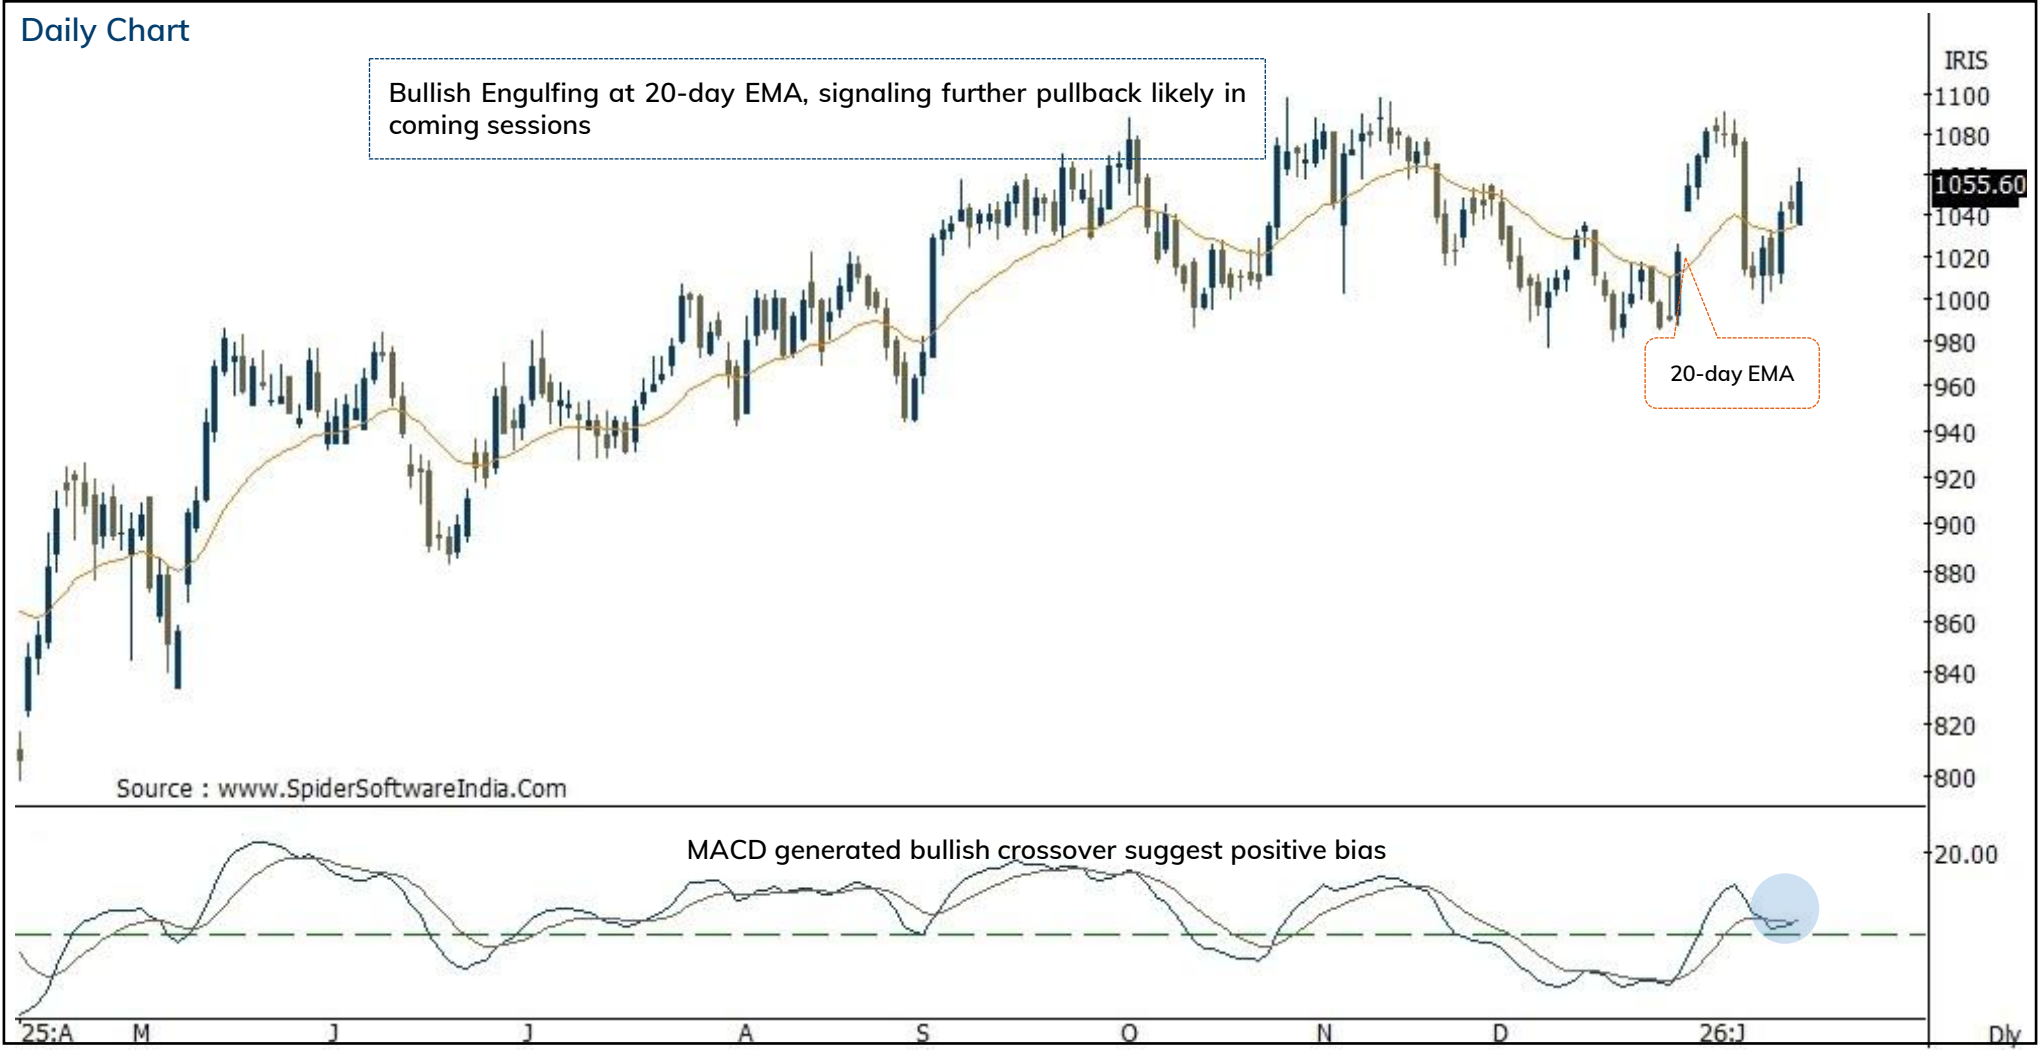 Daily Chart
Bullish Engulfing at 20-day EMA, signaling further pullback likely in
coming sessions
IRIS
1100
1080
1055.60
1040
1020
1000
980
960
940
920
900
880
860
840
820
800
20-day EMA
Source : www.SpiderSoftwareIndia.Com
MACD generated bullish crossover suggest positive bias
20.00
25:A M J J A S O N D 26:J Dly